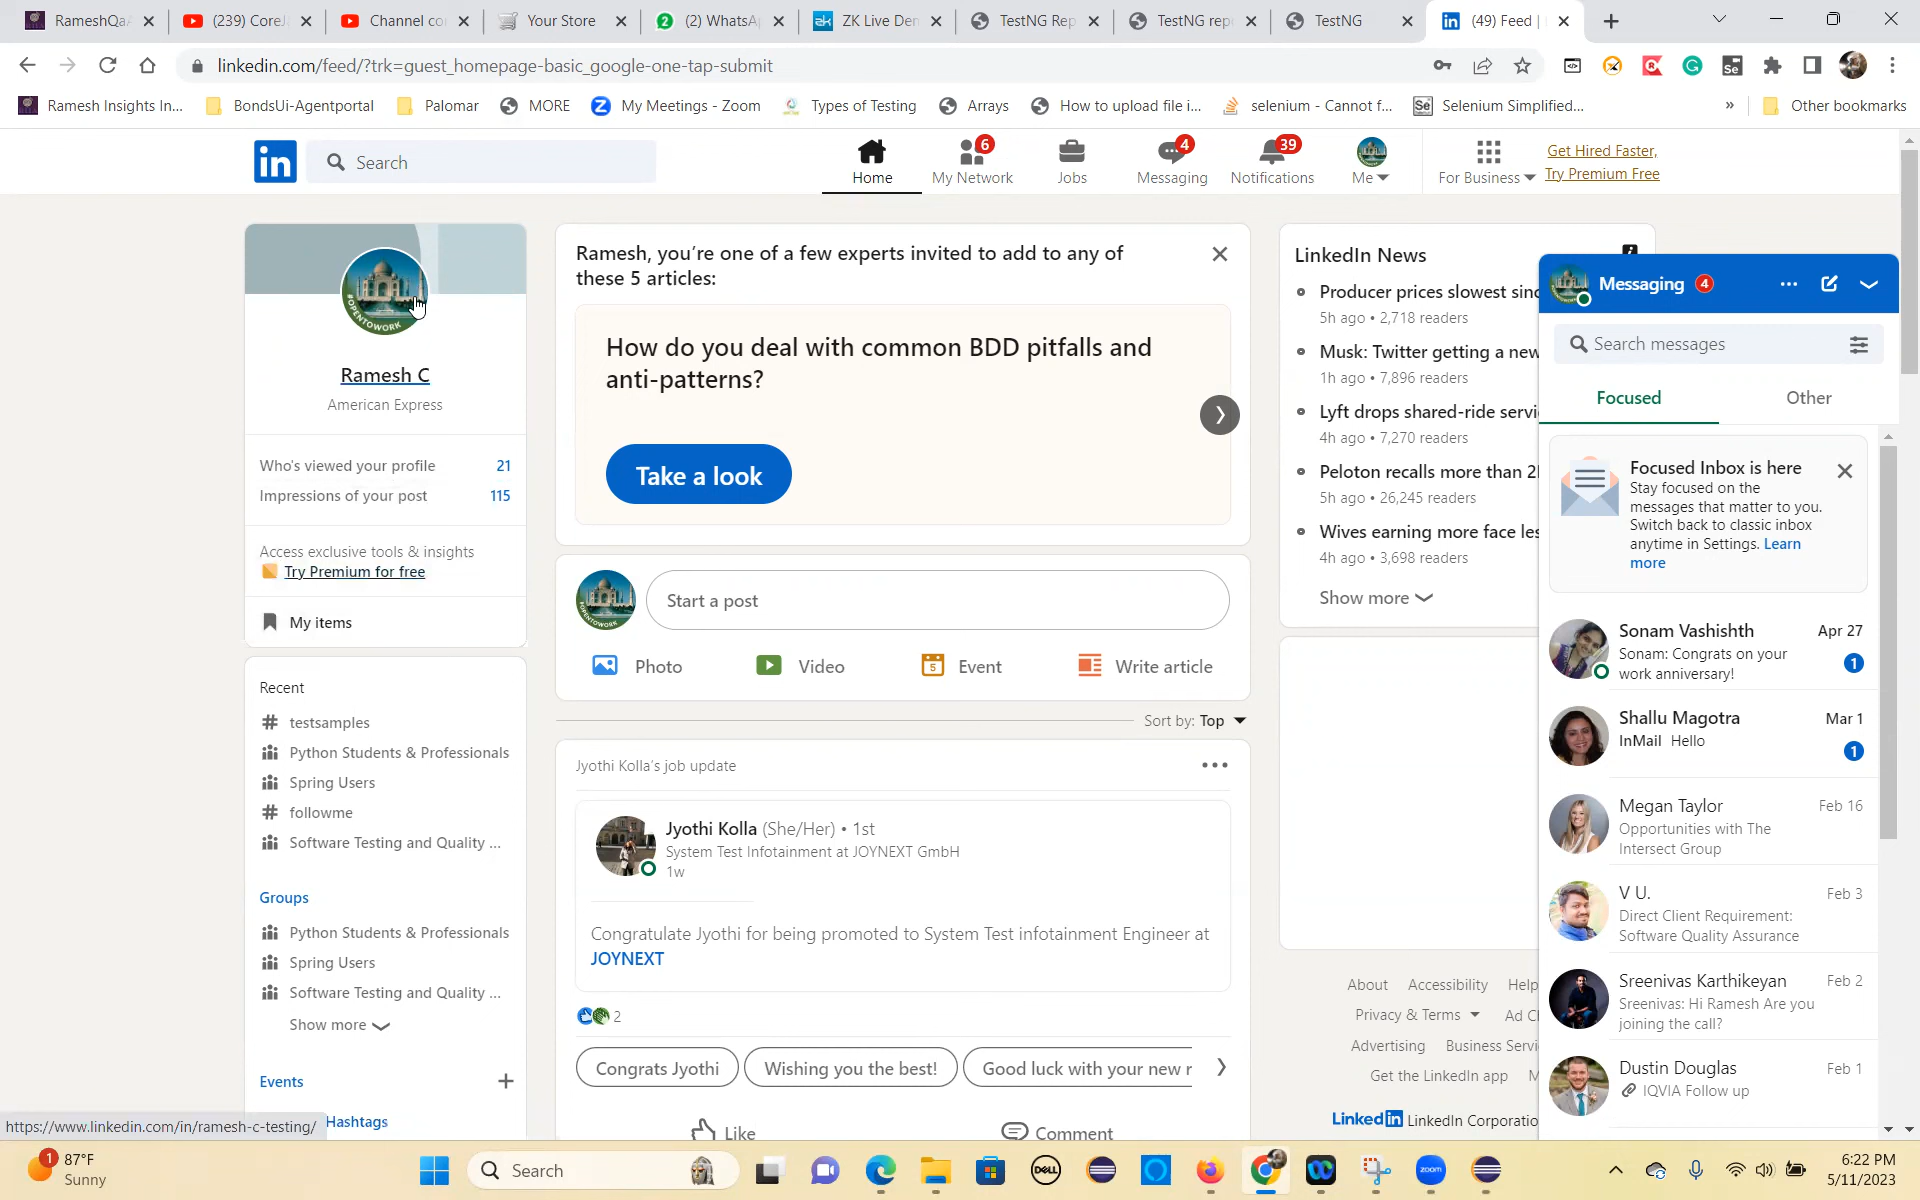 RameshQa
(239) CoreJ
Channel co
Your Store
(2) WhatsA
ZK Live Den
TestNG Rep
TestNG repo
TestNG
(49) Feed |
linkedin.com/feed/?trk=guest_homepage-basic_google-one-tap-submit
Ramesh Insights In...
BondsUi-Agentportal
Palomar
MORE
My Meetings - Zoom
Types of Testing
Arrays
How to upload file i...
selenium - Cannot f...
Selenium Simplified...
»
Other bookmarks
in
Search
Home
6
My Network
Jobs
4
Messaging
39
Notifications
Me
For Business
Get Hired Faster,
Try Premium Free
#OPENTOWORK
Ramesh C
American Express
Who's viewed your profile 21
Impressions of your post 115
Access exclusive tools & insights
Try Premium for free
My items
Recent
# testsamples
Python Students & Professionals
Spring Users
# followme
Software Testing and Quality ...
Groups
Python Students & Professionals
Spring Users
Software Testing and Quality ...
Show more
Events +
Hashtags
https://www.linkedin.com/in/ramesh-c-testing/
Ramesh, you're one of a few experts invited to add to any of
these 5 articles:
How do you deal with common BDD pitfalls and
anti-patterns?
Take a look
Start a post
Photo
Video
Event
Write article
Sort by: Top
Jyothi Kolla's job update
Jyothi Kolla (She/Her) • 1st
System Test Infotainment at JOYNEXT GmbH
1w
Congratulate Jyothi for being promoted to System Test infotainment Engineer at
JOYNEXT
2
Congrats Jyothi
Wishing you the best!
Good luck with your new r
Like
Comment
LinkedIn News
Producer prices slowest sinc
5h ago • 2,718 readers
Musk: Twitter getting a new
1h ago • 7,896 readers
Lyft drops shared-ride servi
4h ago • 7,270 readers
Peloton recalls more than 2
5h ago • 26,245 readers
Wives earning more face les
4h ago • 3,698 readers
Show more
About Accessibility Help
Privacy & Terms Ad C
Advertising Business Servi
Get the LinkedIn app M
LinkedIn LinkedIn Corporatio
Messaging 4
Search messages
Focused
Other
Focused Inbox is here
Stay focused on the
messages that matter to you.
Switch back to classic inbox
anytime in Settings. Learn
more
Sonam Vashishth Apr 27
Sonam: Congrats on your
work anniversary! 1
Shallu Magotra Mar 1
InMail Hello 1
Megan Taylor Feb 16
Opportunities with The
Intersect Group
V U. Feb 3
Direct Client Requirement:
Software Quality Assurance
Sreenivas Karthikeyan Feb 2
Sreenivas: Hi Ramesh Are you
joining the call?
Dustin Douglas Feb 1
IQVIA Follow up
1
87°F
Sunny
Search
DELL
zoom
6:22 PM
5/11/2023